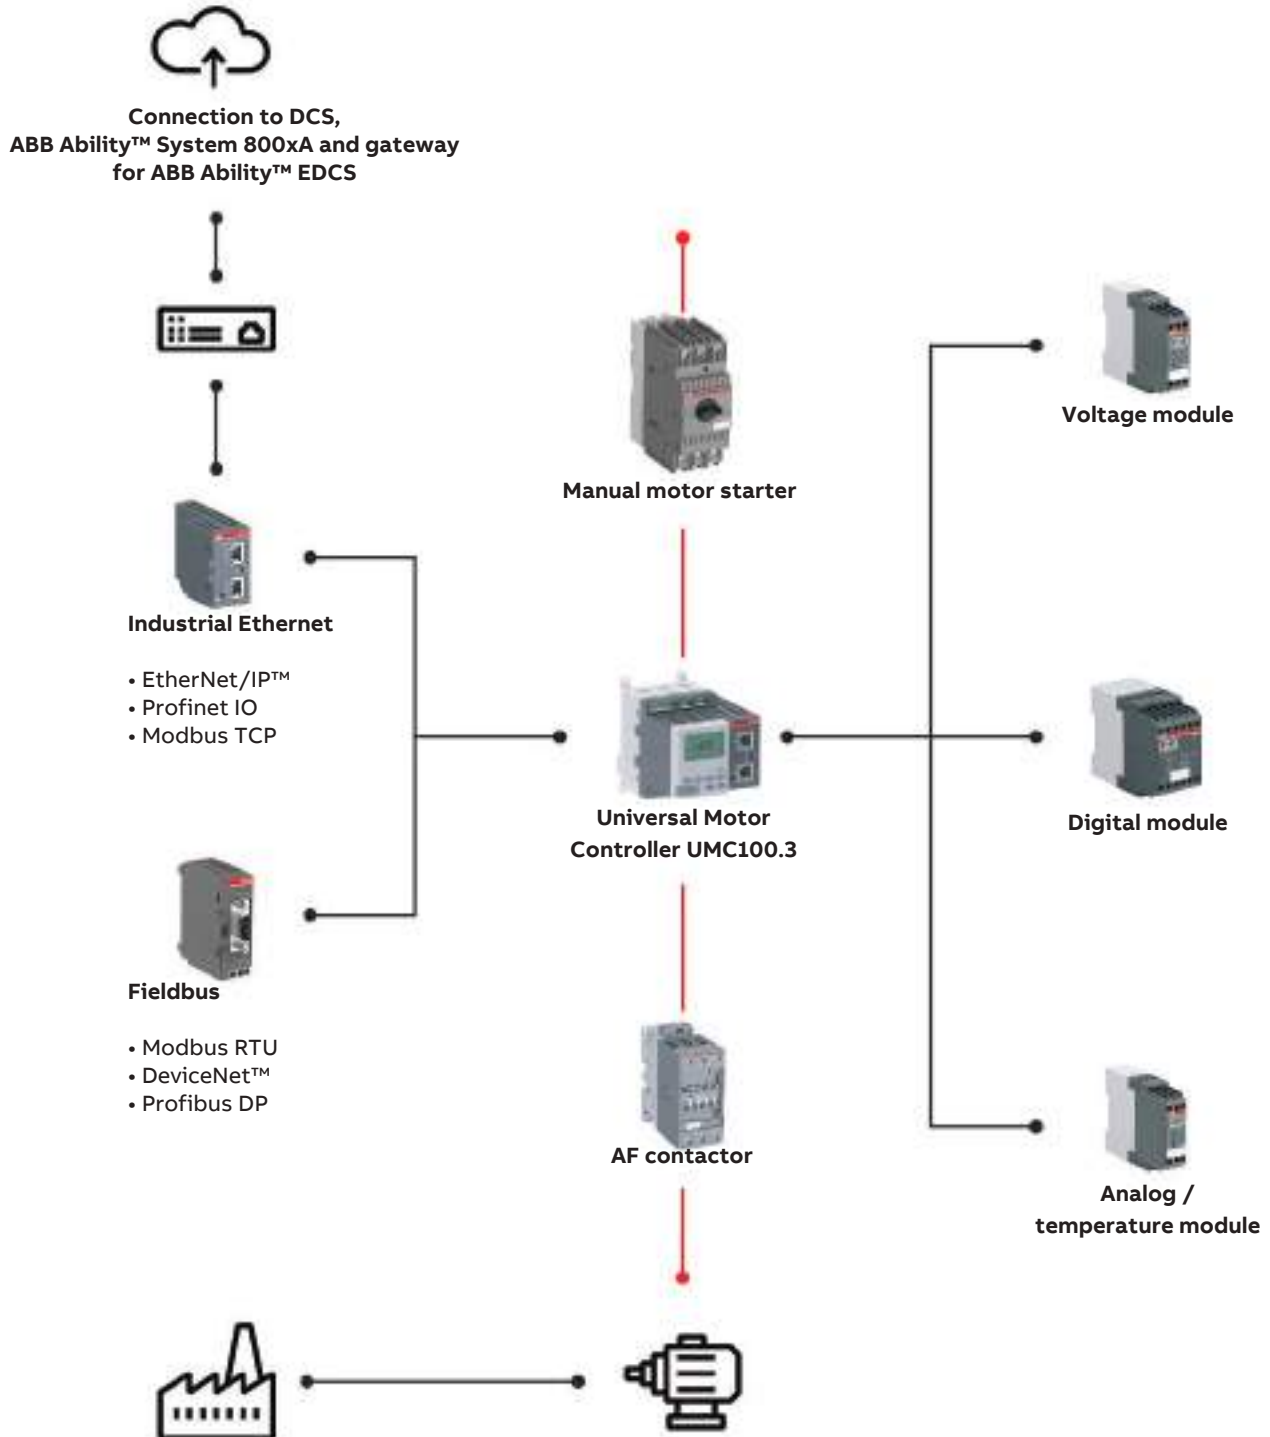 Connection to DCS,
ABB Ability™ System 800xA and gateway
for ABB Ability™ EDCS
Manual motor starter
Voltage module
Industrial Ethernet
• EtherNet/IP™
• Profinet IO
• Modbus TCP
Universal Motor
Controller UMC100.3
Digital module
Fieldbus
• Modbus RTU
• DeviceNet™
• Profibus DP
AF contactor
Analog /
temperature module